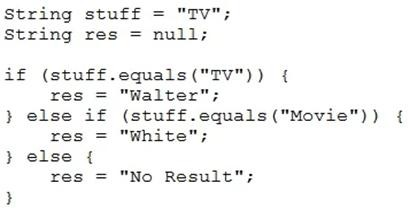 String stuff = "TV";
String res = null;

if (stuff.equals("TV")) {
    res = "Walter";
} else if (stuff.equals("Movie")) {
    res = "White";
} else {
    res = "No Result";
}